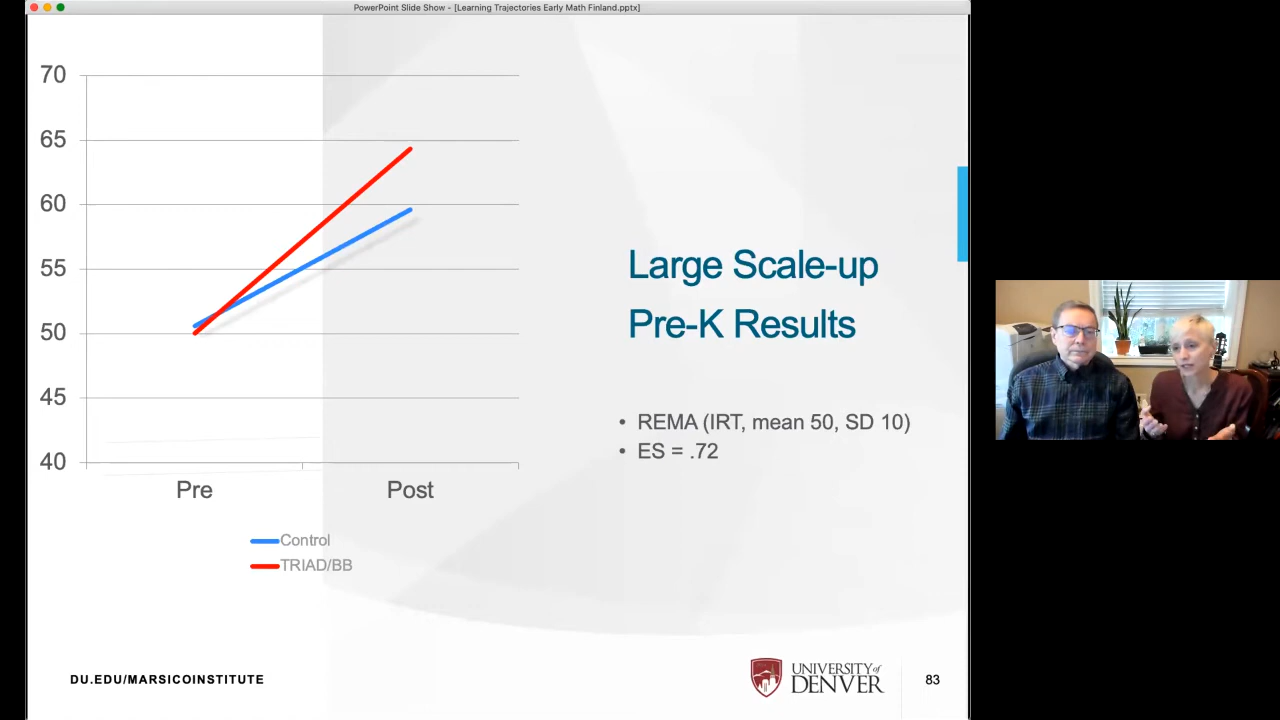 PowerPoint Slide Show - [Learning Trajectories Early Math Finland.pptx]
70
65
60
55
50
45
40
Pre Post
Control
TRIAD/BB
Large Scale-up
Pre-K Results
• REMA (IRT, mean 50, SD 10)
• ES = .72
DU.EDU/MARSICOINSTITUTE
UNIVERSITY of
DENVER
83